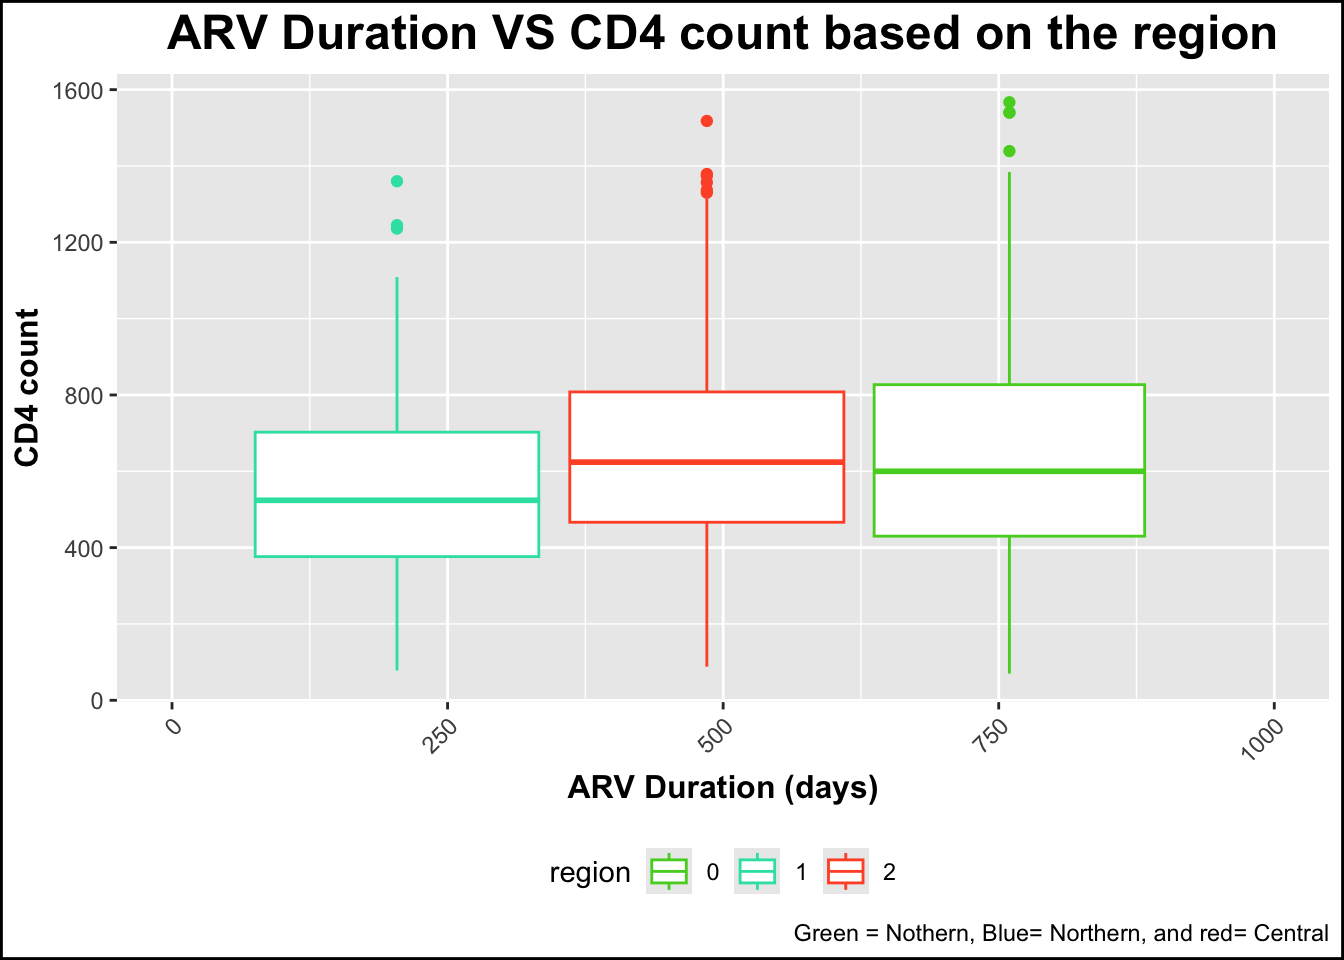 ARV Duration VS CD4 count based on the region
1600
1200
800
400
0
CD4 count
0 250 500 750 1000
ARV Duration (days)
region 0 1 2
Green = Nothern, Blue= Northern, and red= Central